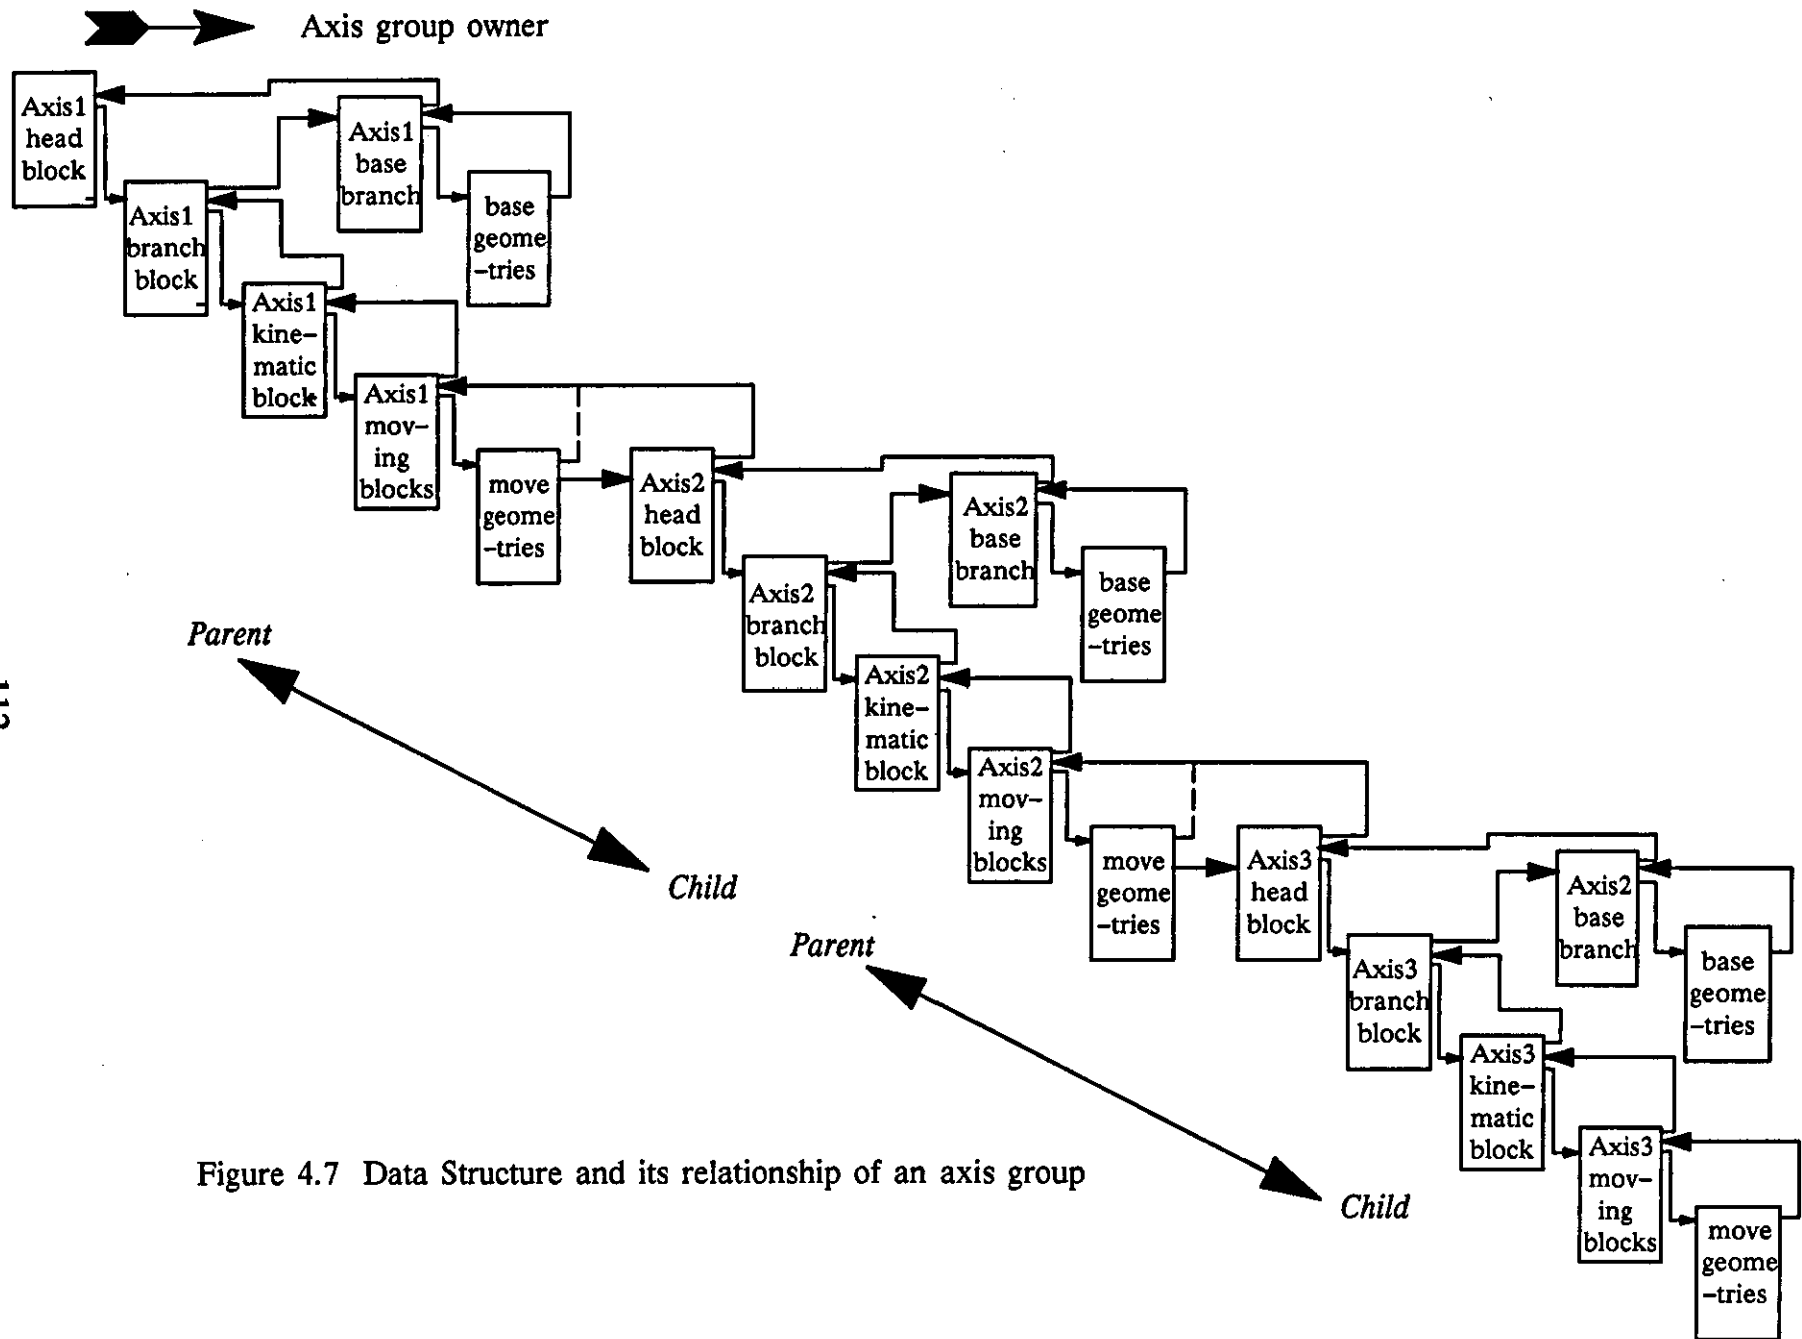 Axis group owner
Axis1
head
block
Axis1
branch
block
Axis1
base
branch
base
geome
-tries
Axis1
kine-
matic
block
Axis1
mov-
ing
blocks
move
geome
-tries
Axis2
head
block
Axis2
branch
block
Axis2
base
branch
base
geome
-tries
Axis2
kine-
matic
block
Axis2
mov-
ing
blocks
move
geome
-tries
Axis3
head
block
Axis3
branch
block
Axis2
base
branch
base
geome
-tries
Axis3
kine-
matic
block
Axis3
mov-
ing
blocks
move
geome
-tries
Parent
Child
Parent
Child
Figure 4.7 Data Structure and its relationship of an axis group